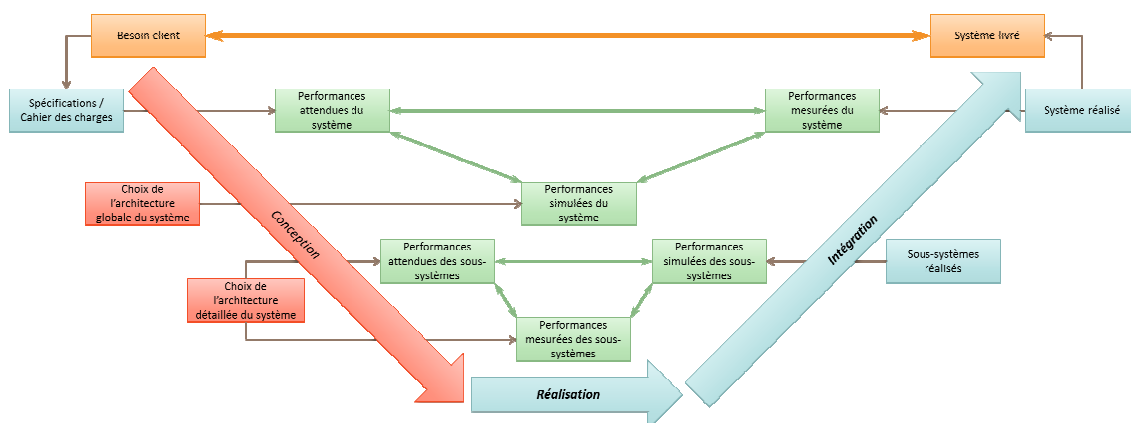 Besoin client
Système livré
Spécifications /
Cahier des charges
Performances
attendues du
système
Performances
mesurées du
système
Système réalisé
Choix de
l'architecture
globale du système
Performances
simulées du
système
Conception
Intégration
Performances
attendues des sous-
systèmes
Performances
simulées des sous-
systèmes
Sous-systèmes
réalisés
Choix de
l'architecture
détaillée du système
Performances
mesurées des sous-
systèmes
Réalisation